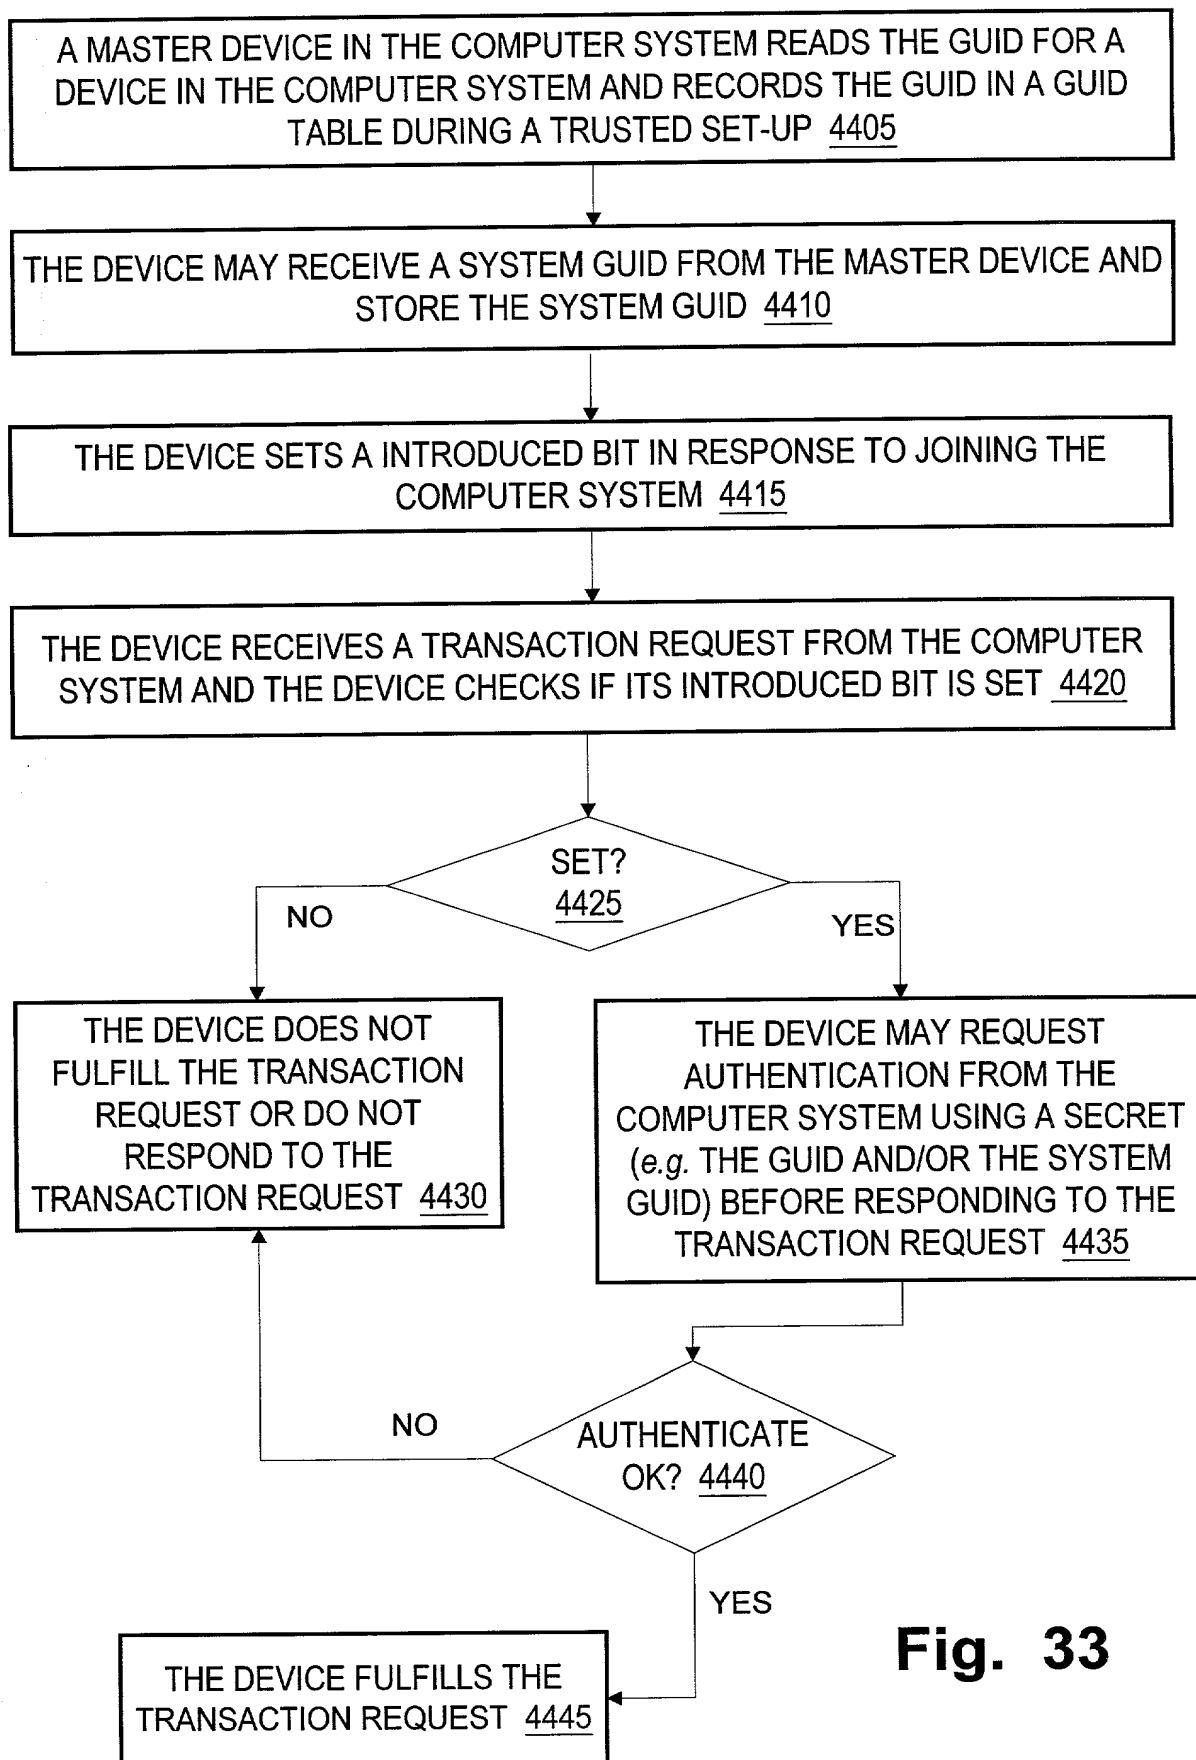 A MASTER DEVICE IN THE COMPUTER SYSTEM READS THE GUID FOR A
DEVICE IN THE COMPUTER SYSTEM AND RECORDS THE GUID IN A GUID
TABLE DURING A TRUSTED SET-UP 4405
THE DEVICE MAY RECEIVE A SYSTEM GUID FROM THE MASTER DEVICE AND
STORE THE SYSTEM GUID 4410
THE DEVICE SETS A INTRODUCED BIT IN RESPONSE TO JOINING THE
COMPUTER SYSTEM 4415
THE DEVICE RECEIVES A TRANSACTION REQUEST FROM THE COMPUTER
SYSTEM AND THE DEVICE CHECKS IF ITS INTRODUCED BIT IS SET 4420
SET?
4425
NO
YES
THE DEVICE DOES NOT
FULFILL THE TRANSACTION
REQUEST OR DO NOT
RESPOND TO THE
TRANSACTION REQUEST 4430
THE DEVICE MAY REQUEST
AUTHENTICATION FROM THE
COMPUTER SYSTEM USING A SECRET
(e.g. THE GUID AND/OR THE SYSTEM
GUID) BEFORE RESPONDING TO THE
TRANSACTION REQUEST 4435
NO
AUTHENTICATE
OK? 4440
YES
THE DEVICE FULFILLS THE
TRANSACTION REQUEST 4445
Fig. 33